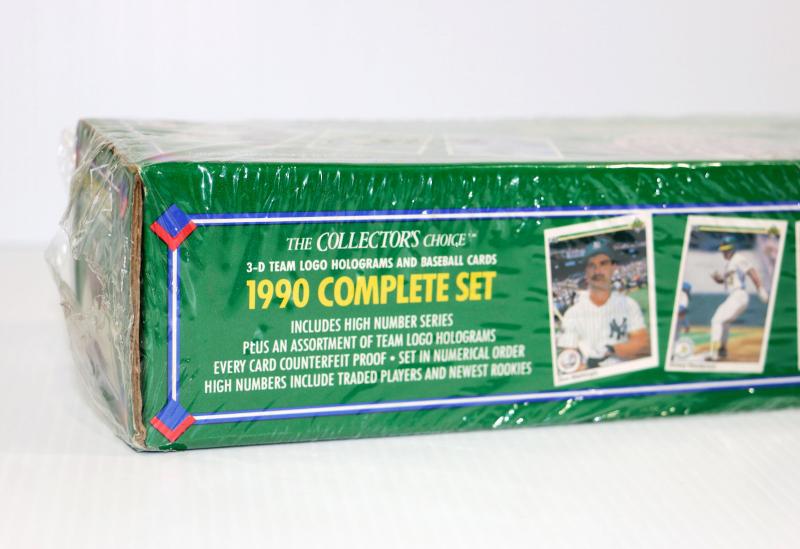 THE COLLECTOR'S CHOICE™
3-D TEAM LOGO HOLOGRAMS AND BASEBALL CARDS
1990 COMPLETE SET
INCLUDES HIGH NUMBER SERIES
PLUS AN ASSORTMENT OF TEAM LOGO HOLOGRAMS
EVERY CARD COUNTERFEIT PROOF • SET IN NUMERICAL ORDER
HIGH NUMBERS INCLUDE TRADED PLAYERS AND NEWEST ROOKIES